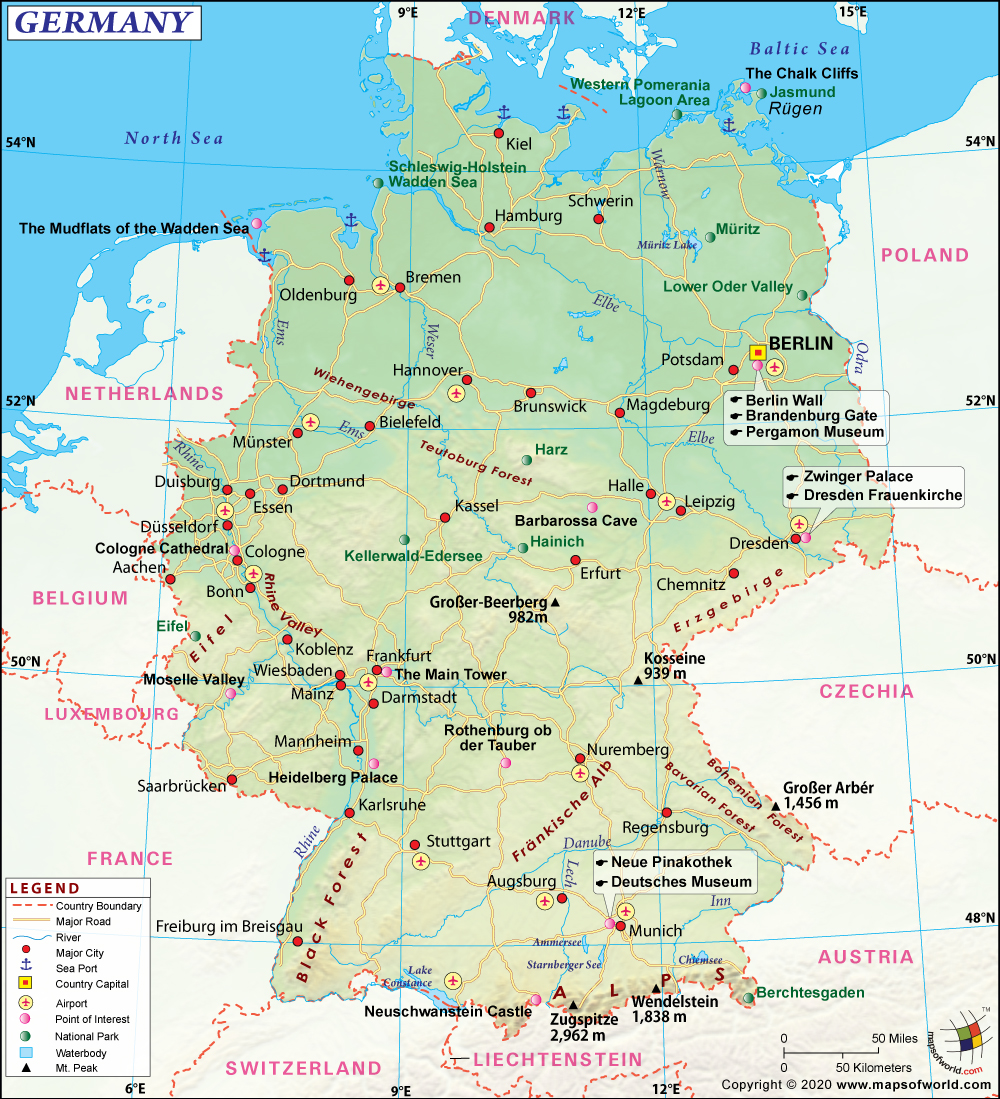 GERMANY
9°E
12°E
15°E
DENMARK
Baltic Sea
The Chalk Cliffs
Western Pomerania
Lagoon Area
Jasmund
Rügen
North Sea
54°N
54°N
Kiel
Schleswig-Holstein
Wadden Sea
Warnow
Schwerin
Hamburg
The Mudflats of the Wadden Sea
Müritz
Müritz Lake
POLAND
Bremen
Oldenburg
Lower Oder Valley
Elbe
Ems
Weser
BERLIN
Potsdam
Odra
Hannover
Wiehengebirge
NETHERLANDS
52°N
52°N
Brunswick
Magdeburg
Berlin Wall
Brandenburg Gate
Pergamon Museum
Bielefeld
Ems
Münster
Elbe
Teutoburg Forest
Harz
Rhine
Duisburg
Dortmund
Essen
Halle
Leipzig
Zwinger Palace
Dresden Frauenkirche
Kassel
Barbarossa Cave
Düsseldorf
Cologne Cathedral
Cologne
Kellerwald-Edersee
Hainich
Dresden
Aachen
Erfurt
Chemnitz
Bonn
BELGIUM
Rhine Valley
Großer-Beerberg
982m
Erzgebirge
Eifel
Eifel
Koblenz
50°N
50°N
Frankfurt
Wiesbaden
The Main Tower
Kosseine
939 m
Moselle Valley
Mainz
Darmstadt
CZECHIA
LUXEMBOURG
Rothenburg ob
der Tauber
Mannheim
Nuremberg
Heidelberg Palace
Saarbrücken
Bohemian Forest
Bavarian Forest
Großer Arbér
1,456 m
Fränkische Alb
Karlsruhe
Regensburg
Rhine
Stuttgart
Danube
FRANCE
Black Forest
Neue Pinakothek
Deutsches Museum
Augsburg
Lech
Inn
48°N
Freiburg im Breisgau
Munich
Ammersee
Starnberger See
Chiemsee
AUSTRIA
Lake
Constance
ALPS
Berchtesgaden
Neuschwanstein Castle
Zugspitze
2,962 m
Wendelstein
1,838 m
SWITZERLAND
LIECHTENSTEIN
6°E
9°E
12°E
LEGEND
Country Boundary
Major Road
River
Major City
Sea Port
Country Capital
Airport
Point of Interest
National Park
Waterbody
Mt. Peak
0
50 Miles
0
50 Kilometers
TM
mapsofworld.com
Copyright © 2020 www.mapsofworld.com